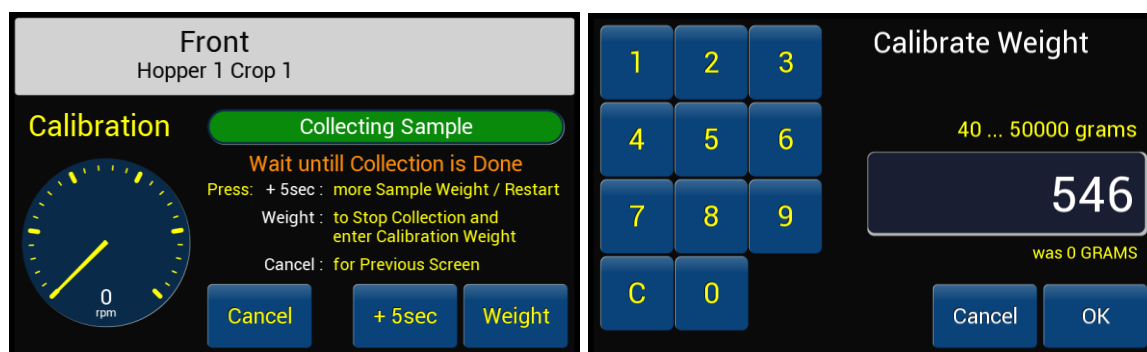 Front
Hopper 1 Crop 1
Calibration
Collecting Sample
Wait untill Collection is Done
Press: + 5sec : more Sample Weight / Restart
Weight : to Stop Collection and
enter Calibration Weight
Cancel : for Previous Screen
0
rpm
Cancel
+ 5sec
Weight
1 2 3
4 5 6
7 8 9
C 0
Calibrate Weight
40 ... 50000 grams
546
was 0 GRAMS
Cancel
OK